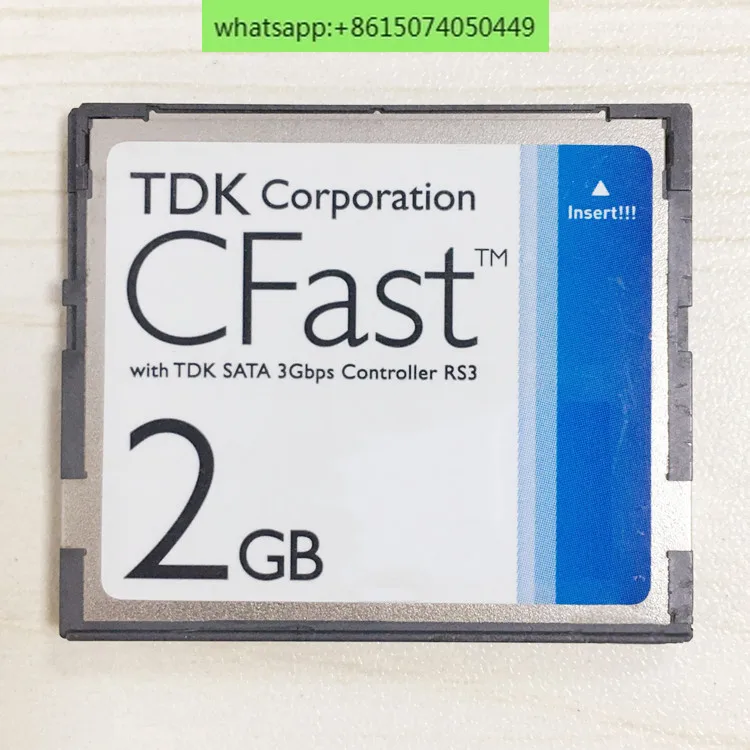 whatsapp:+8615074050449
TDK Corporation
CFast™
with TDK SATA 3Gbps Controller RS3
2GB
▲
Insert!!!